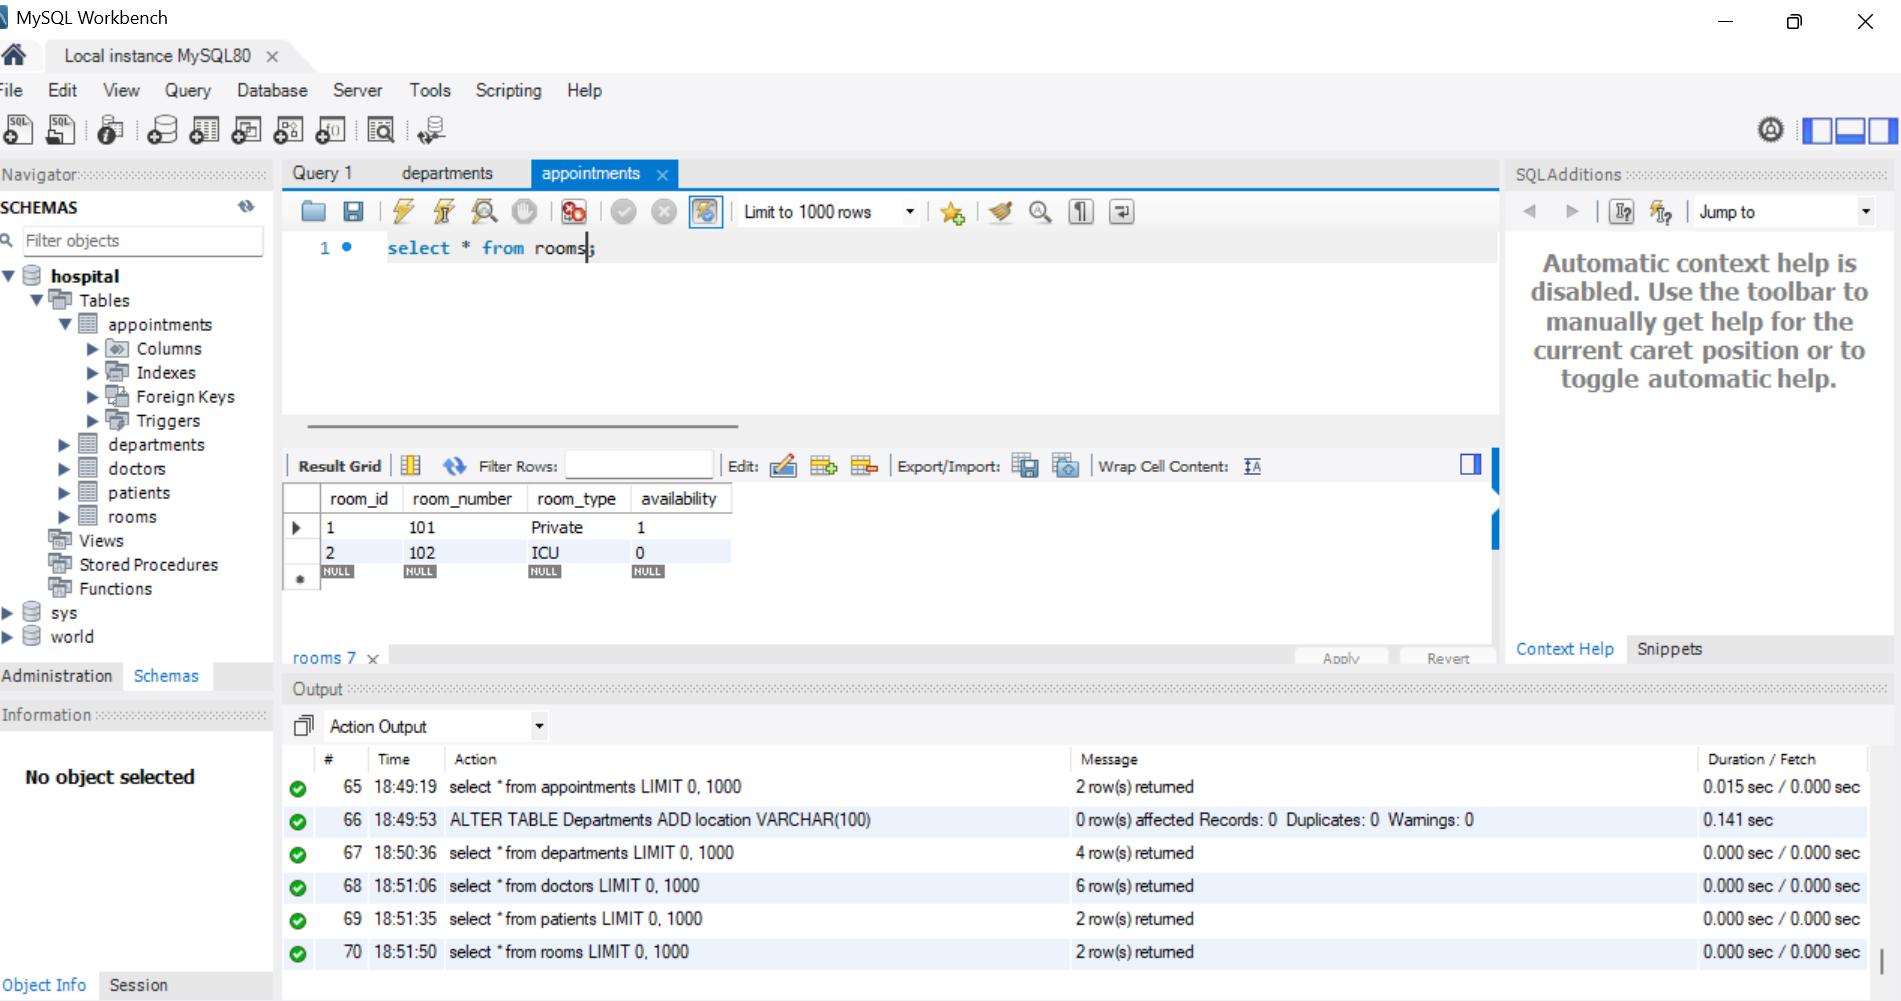 MySQL Workbench
Local instance MySQL80
File Edit View Query Database Server Tools Scripting Help
Navigator
SCHEMAS
Filter objects
hospital
Tables
appointments
Columns
Indexes
Foreign Keys
Triggers
departments
doctors
patients
rooms
Views
Stored Procedures
Functions
sys
world
Administration Schemas
Information
No object selected
Object Info Session
Query 1 departments appointments
Limit to 1000 rows
1 select * from rooms;
Result Grid Filter Rows: Edit: Export/Import: Wrap Cell Content:
room_id room_number room_type availability
1 101 Private 1
2 102 ICU 0
NULL NULL NULL NULL
rooms 7 Apply Revert
Output
Action Output
# Time Action Message Duration / Fetch
65 18:49:19 select * from appointments LIMIT 0, 1000 2 row(s) returned 0.015 sec / 0.000 sec
66 18:49:53 ALTER TABLE Departments ADD location VARCHAR(100) 0 row(s) affected Records: 0 Duplicates: 0 Warnings: 0 0.141 sec
67 18:50:36 select * from departments LIMIT 0, 1000 4 row(s) returned 0.000 sec / 0.000 sec
68 18:51:06 select * from doctors LIMIT 0, 1000 6 row(s) returned 0.000 sec / 0.000 sec
69 18:51:35 select * from patients LIMIT 0, 1000 2 row(s) returned 0.000 sec / 0.000 sec
70 18:51:50 select * from rooms LIMIT 0, 1000 2 row(s) returned 0.000 sec / 0.000 sec
SQLAdditions
Jump to
Automatic context help is
disabled. Use the toolbar to
manually get help for the
current caret position or to
toggle automatic help.
Context Help Snippets